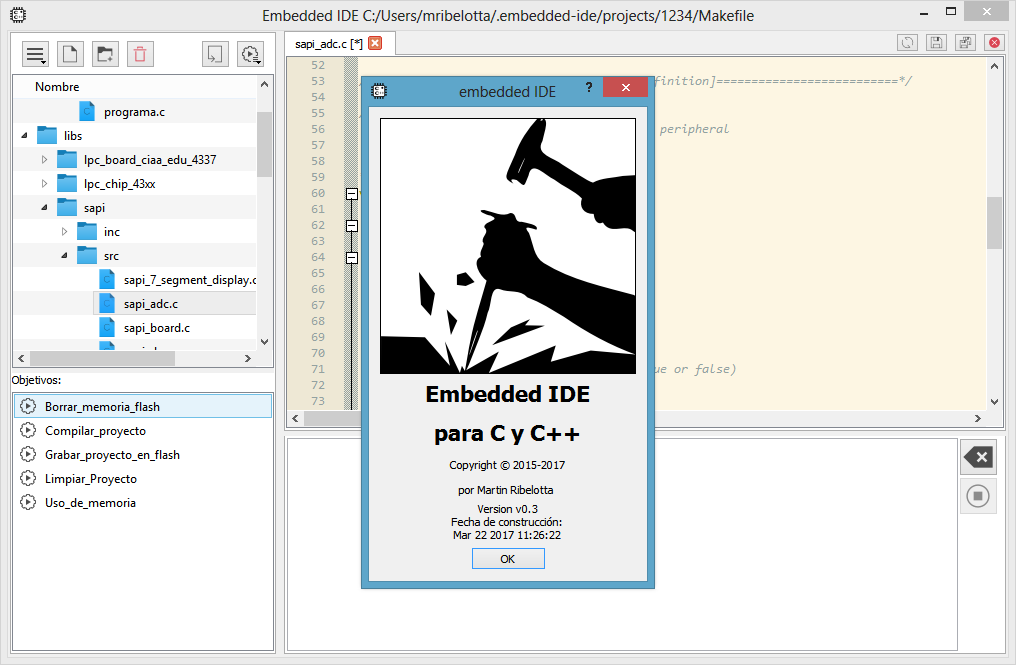 Embedded IDE C:/Users/mribelotta/.embedded-ide/projects/1234/Makefile
sapi_adc.c [*]
Nombre
programa.c
libs
lpc_board_ciaa_edu_4337
lpc_chip_43xx
sapi
inc
src
sapi_7_segment_display.c
sapi_adc.c
sapi_board.c
Objetivos:
Borrar_memoria_flash
Compilar_proyecto
Grabar_proyecto_en_flash
Limpiar_Proyecto
Uso_de_memoria
52
53 finition]==========================*/
54
55
56 peripheral
57
58
59
60
61
62
63
64
65
66
67
68
69
70
71 ue or false)
72
73
embedded IDE
?
Embedded IDE
para C y C++
Copyright © 2015-2017
por Martin Ribelotta
Version v0.3
Fecha de construcción:
Mar 22 2017 11:26:22
OK